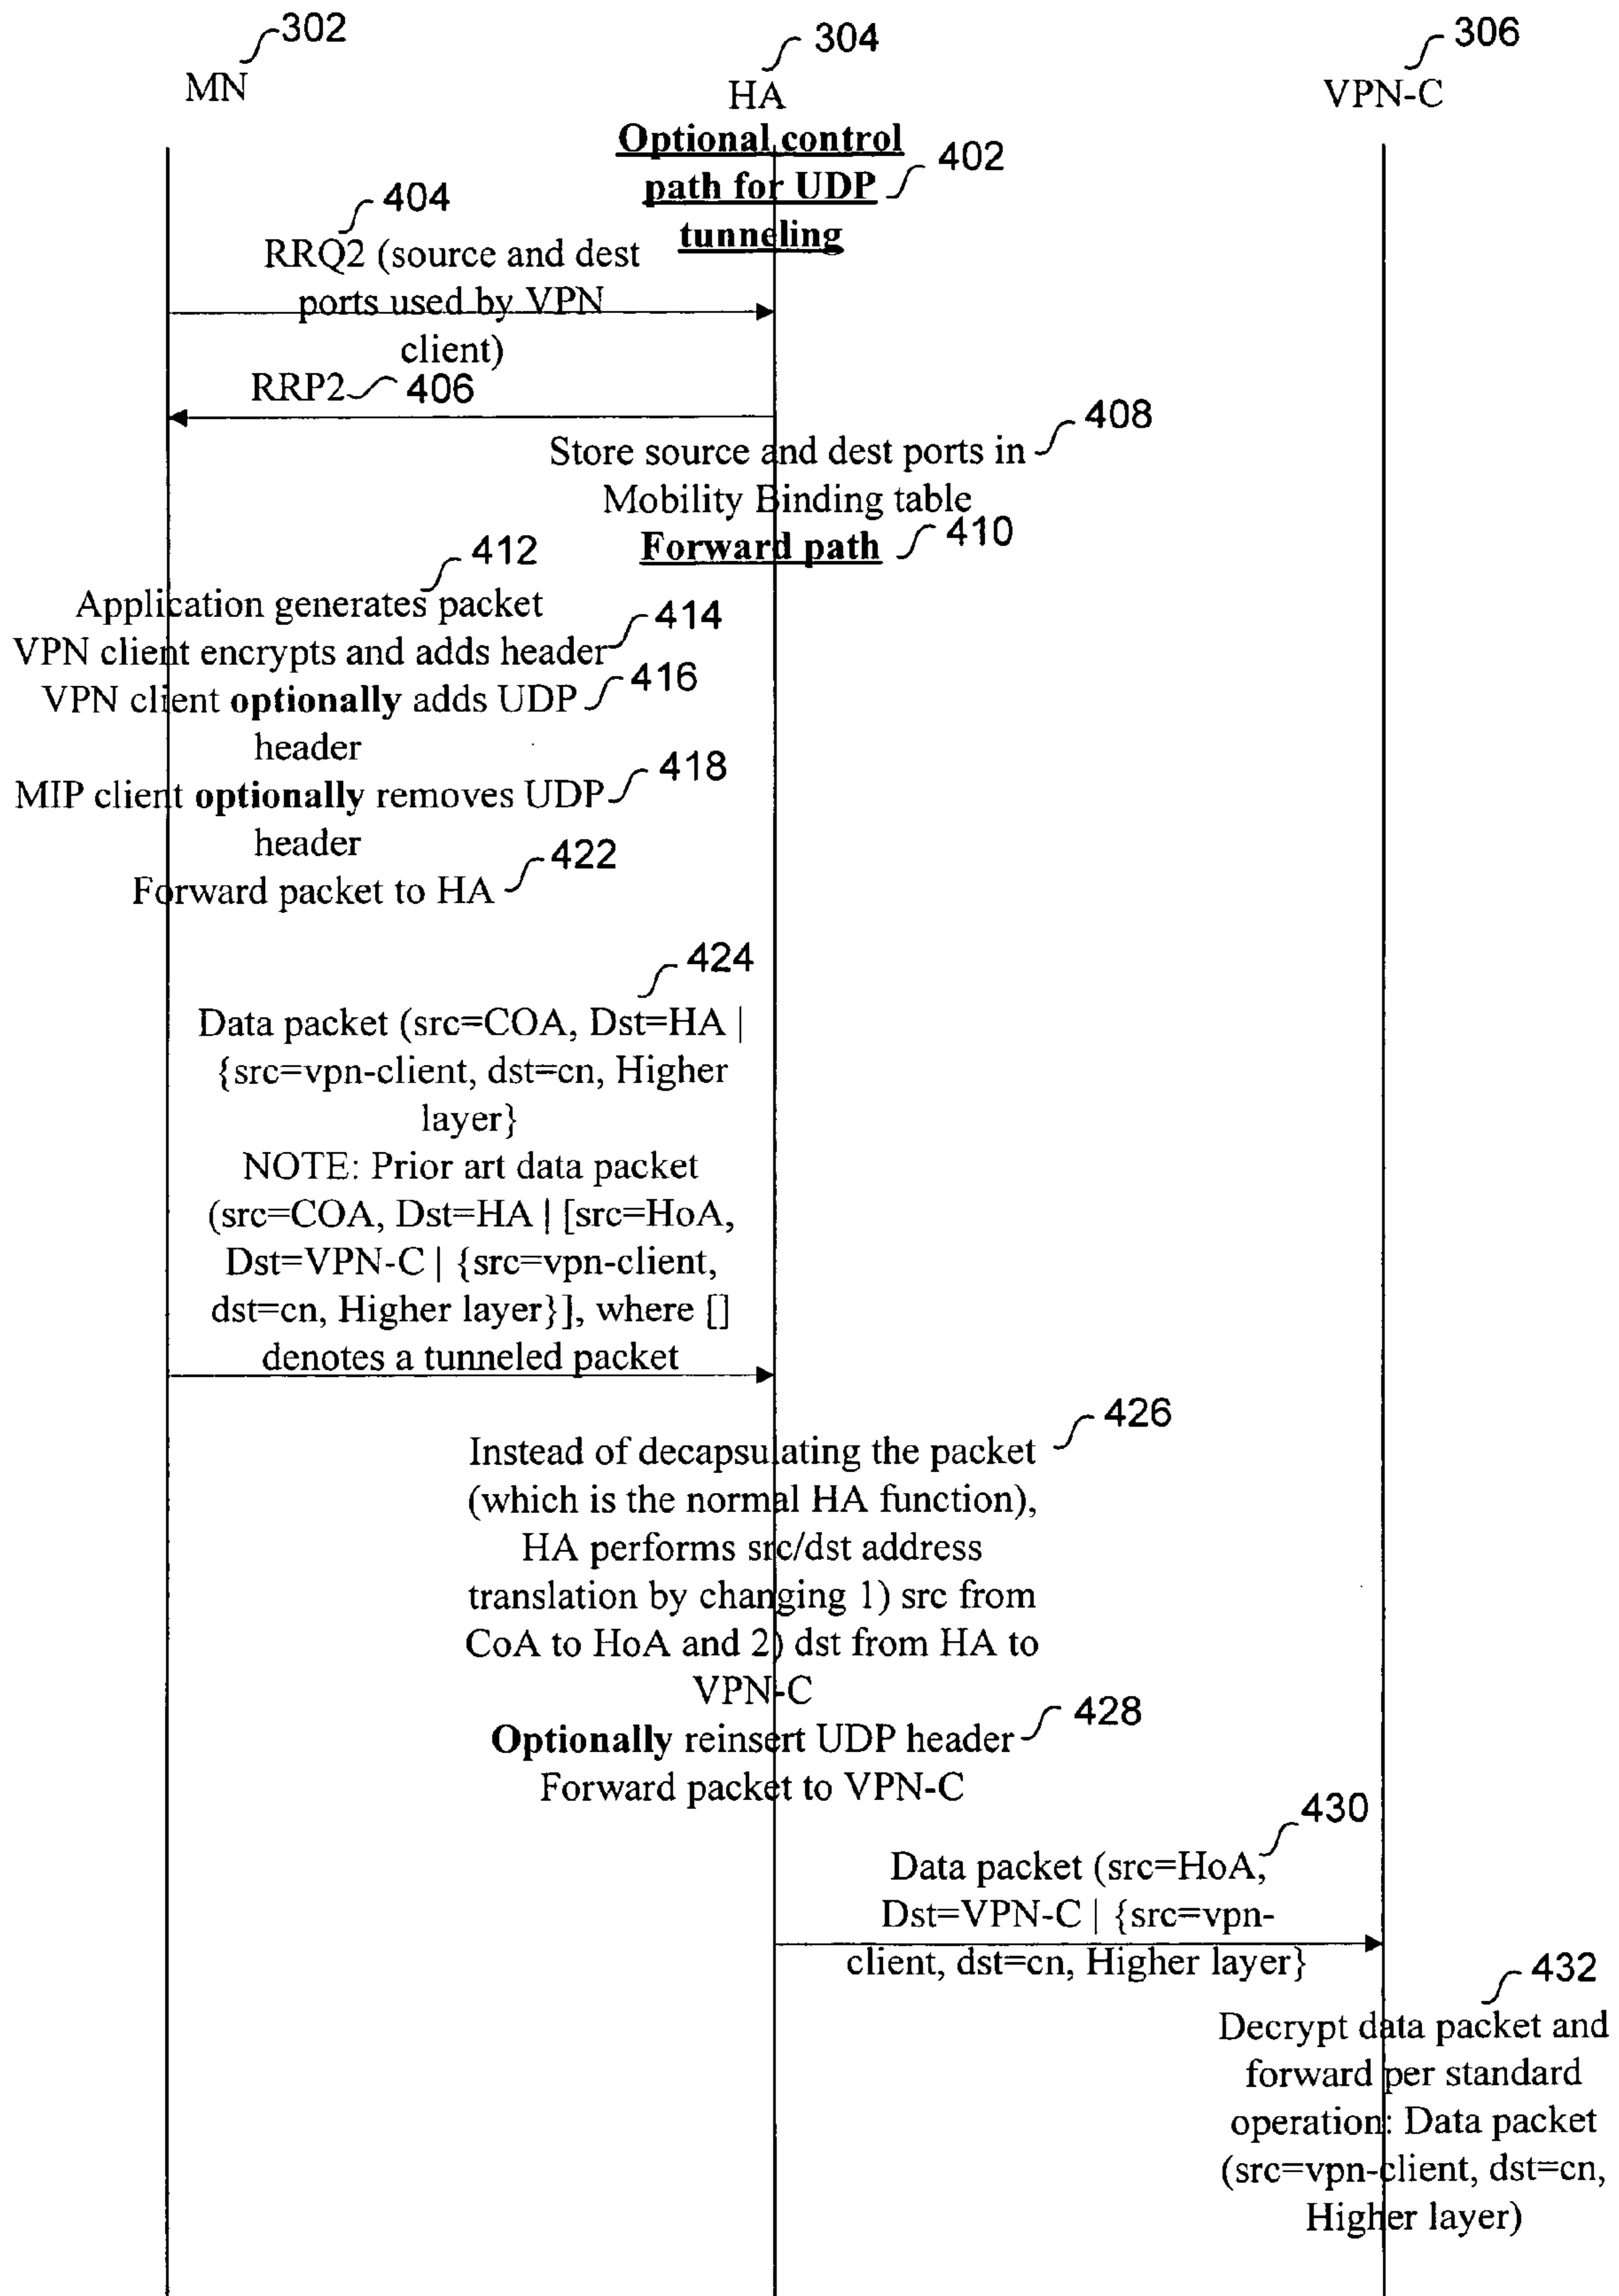 302
MN
304
HA
306
VPN-C
Optional control
path for UDP
tunneling
402
404
RRQ2 (source and dest
ports used by VPN
client)
RRP2
406
408
Store source and dest ports in
Mobility Binding table
Forward path
410
412
Application generates packet
VPN client encrypts and adds header
414
VPN client optionally adds UDP
header
416
MIP client optionally removes UDP
header
418
Forward packet to HA
422
424
Data packet (src=COA, Dst=HA |
{src=vpn-client, dst=cn, Higher
layer}
NOTE: Prior art data packet
(src=COA, Dst=HA | [src=HoA,
Dst=VPN-C | {src=vpn-client,
dst=cn, Higher layer}], where []
denotes a tunneled packet
426
Instead of decapsulating the packet
(which is the normal HA function),
HA performs src/dst address
translation by changing 1) src from
CoA to HoA and 2) dst from HA to
VPN-C
Optionally reinsert UDP header
428
Forward packet to VPN-C
430
Data packet (src=HoA,
Dst=VPN-C | {src=vpn-
client, dst=cn, Higher layer}
432
Decrypt data packet and
forward per standard
operation: Data packet
(src=vpn-client, dst=cn,
Higher layer)